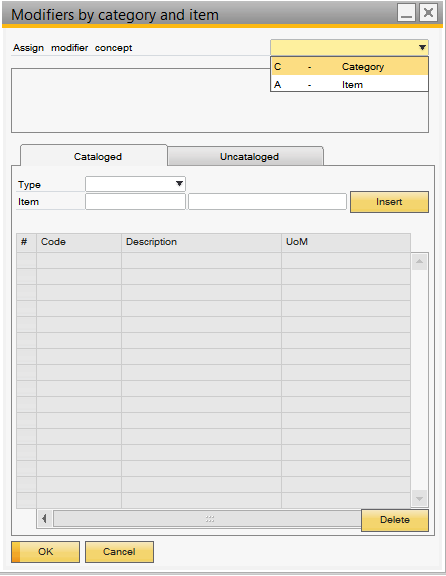 Modifiers by category and item
Assign modifier concept
C - Category
A - Item
Cataloged Uncataloged
Type
Item Insert
# Code Description UoM
Delete
OK Cancel